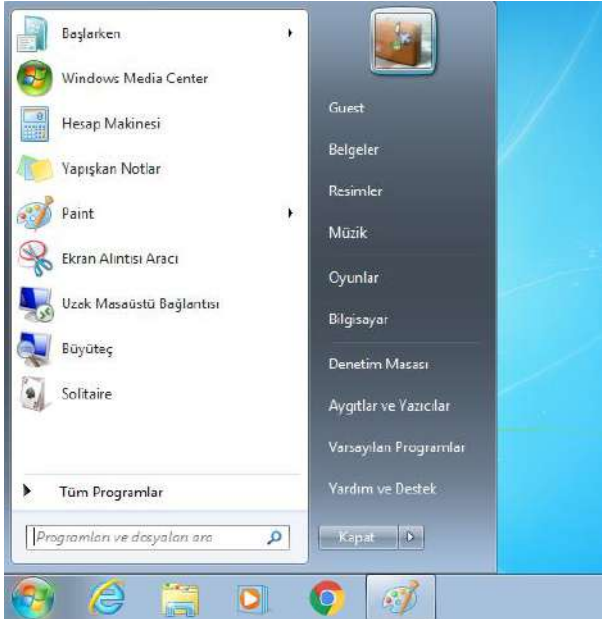 Başlarken
Windows Media Center
Hesap Makinesi
Yapışkan Notlar
Paint
Ekran Alıntısı Aracı
Uzak Masaüstü Bağlantısı
Büyüteç
Solitaire
Tüm Programlar
Programları ve dosyaları ara
Guest
Belgeler
Resimler
Müzik
Oyunlar
Bilgisayar
Denetim Masası
Aygıtlar ve Yazıcılar
Varsayılan Programlar
Yardım ve Destek
Kapat